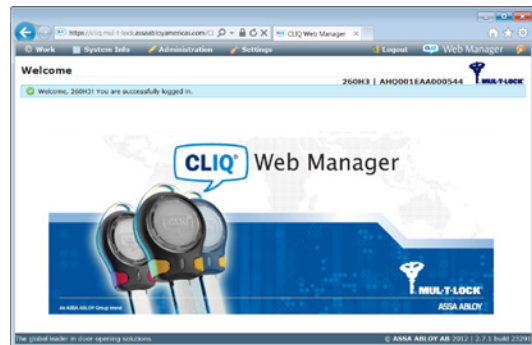 https://cliq.mul-t-lock.assaabloyamericas.com/CL
CLIQ Web Manager
Work System Info Administration Settings Logout Web Manager
Welcome
260H3 | AHQ001EAA000544 MUL-T-LOCK
Welcome, 260H3! You are successfully logged in.
CLIQ® Web Manager
CLIQ
MUL-T-LOCK
An ASSA ABLOY Group brand
ASSA ABLOY
The global leader in door opening solutions
© ASSA ABLOY AB 2012 | 2.7.1 build 23296